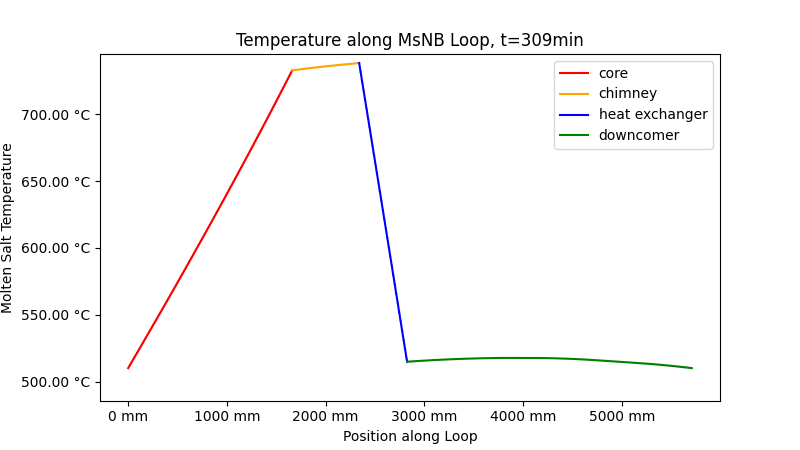 Temperature along MsNB Loop, t=309min
core
chimney
heat exchanger
downcomer
Molten Salt Temperature
700.00 °C
650.00 °C
600.00 °C
550.00 °C
500.00 °C
0 mm
1000 mm
2000 mm
3000 mm
4000 mm
5000 mm
Position along Loop